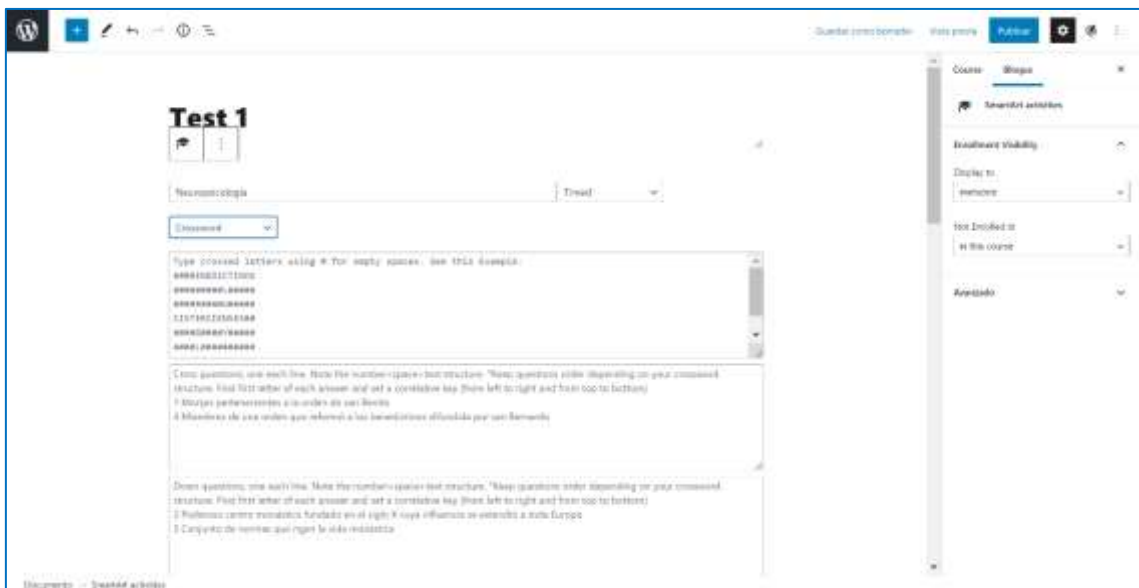 Guardar como borrador Vista previa Publicar
Course Bloque
Test 1
SmartArt activities
Enrollment Visibility
Display to
everyone
Not Enrolled in
in this course
Avanzado
Neuropsicología Tread
Crossword
Type crossed letters using # for empty spaces. See this Example:
Cross questions, one each line. Note the number+space+text structure. *Keep questions order depending on your crossword
structure. Find first letter of each answer and set a correlative key (from left to right and from top to bottom)
1 Monjes pertenecientes a la orden de san Benito
4 Miembros de una orden que reformó a los benedictinos difundida por san Bernardo
Down questions, one each line. Note the number+space+text structure. *Keep questions order depending on your crossword
structure. Find first letter of each answer and set a correlative key (from left to right and from top to bottom)
2 Poderoso centro monástico fundado en el siglo X cuya influencia se extendió a toda Europa
3 Conjunto de normas que rigen la vida monástica
Documento → SmartArt activities